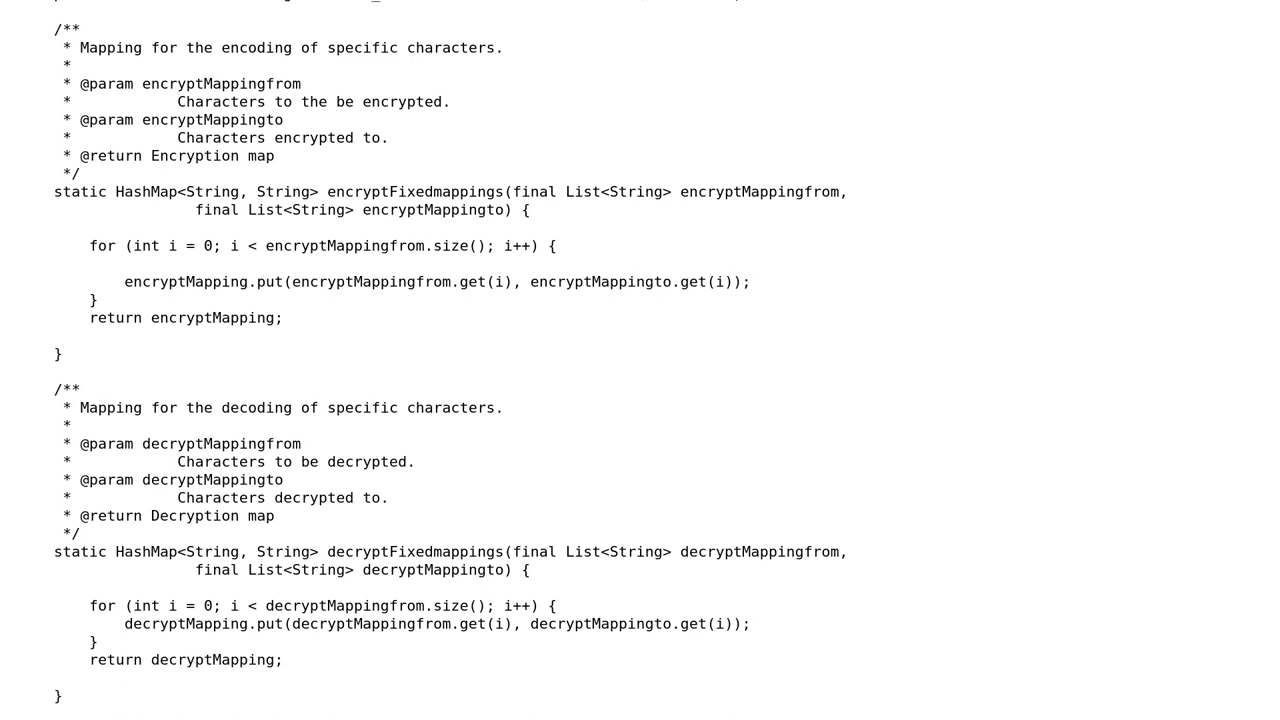 /**
 * Mapping for the encoding of specific characters.
 *
 * @param encryptMappingfrom
 *            Characters to the be encrypted.
 * @param encryptMappingto
 *            Characters encrypted to.
 * @return Encryption map
 */
static HashMap<String, String> encryptFixedmappings(final List<String> encryptMappingfrom,
                final List<String> encryptMappingto) {

    for (int i = 0; i < encryptMappingfrom.size(); i++) {

        encryptMapping.put(encryptMappingfrom.get(i), encryptMappingto.get(i));
    }
    return encryptMapping;

}

/**
 * Mapping for the decoding of specific characters.
 *
 * @param decryptMappingfrom
 *            Characters to be decrypted.
 * @param decryptMappingto
 *            Characters decrypted to.
 * @return Decryption map
 */
static HashMap<String, String> decryptFixedmappings(final List<String> decryptMappingfrom,
                final List<String> decryptMappingto) {

    for (int i = 0; i < decryptMappingfrom.size(); i++) {
        decryptMapping.put(decryptMappingfrom.get(i), decryptMappingto.get(i));
    }
    return decryptMapping;

}